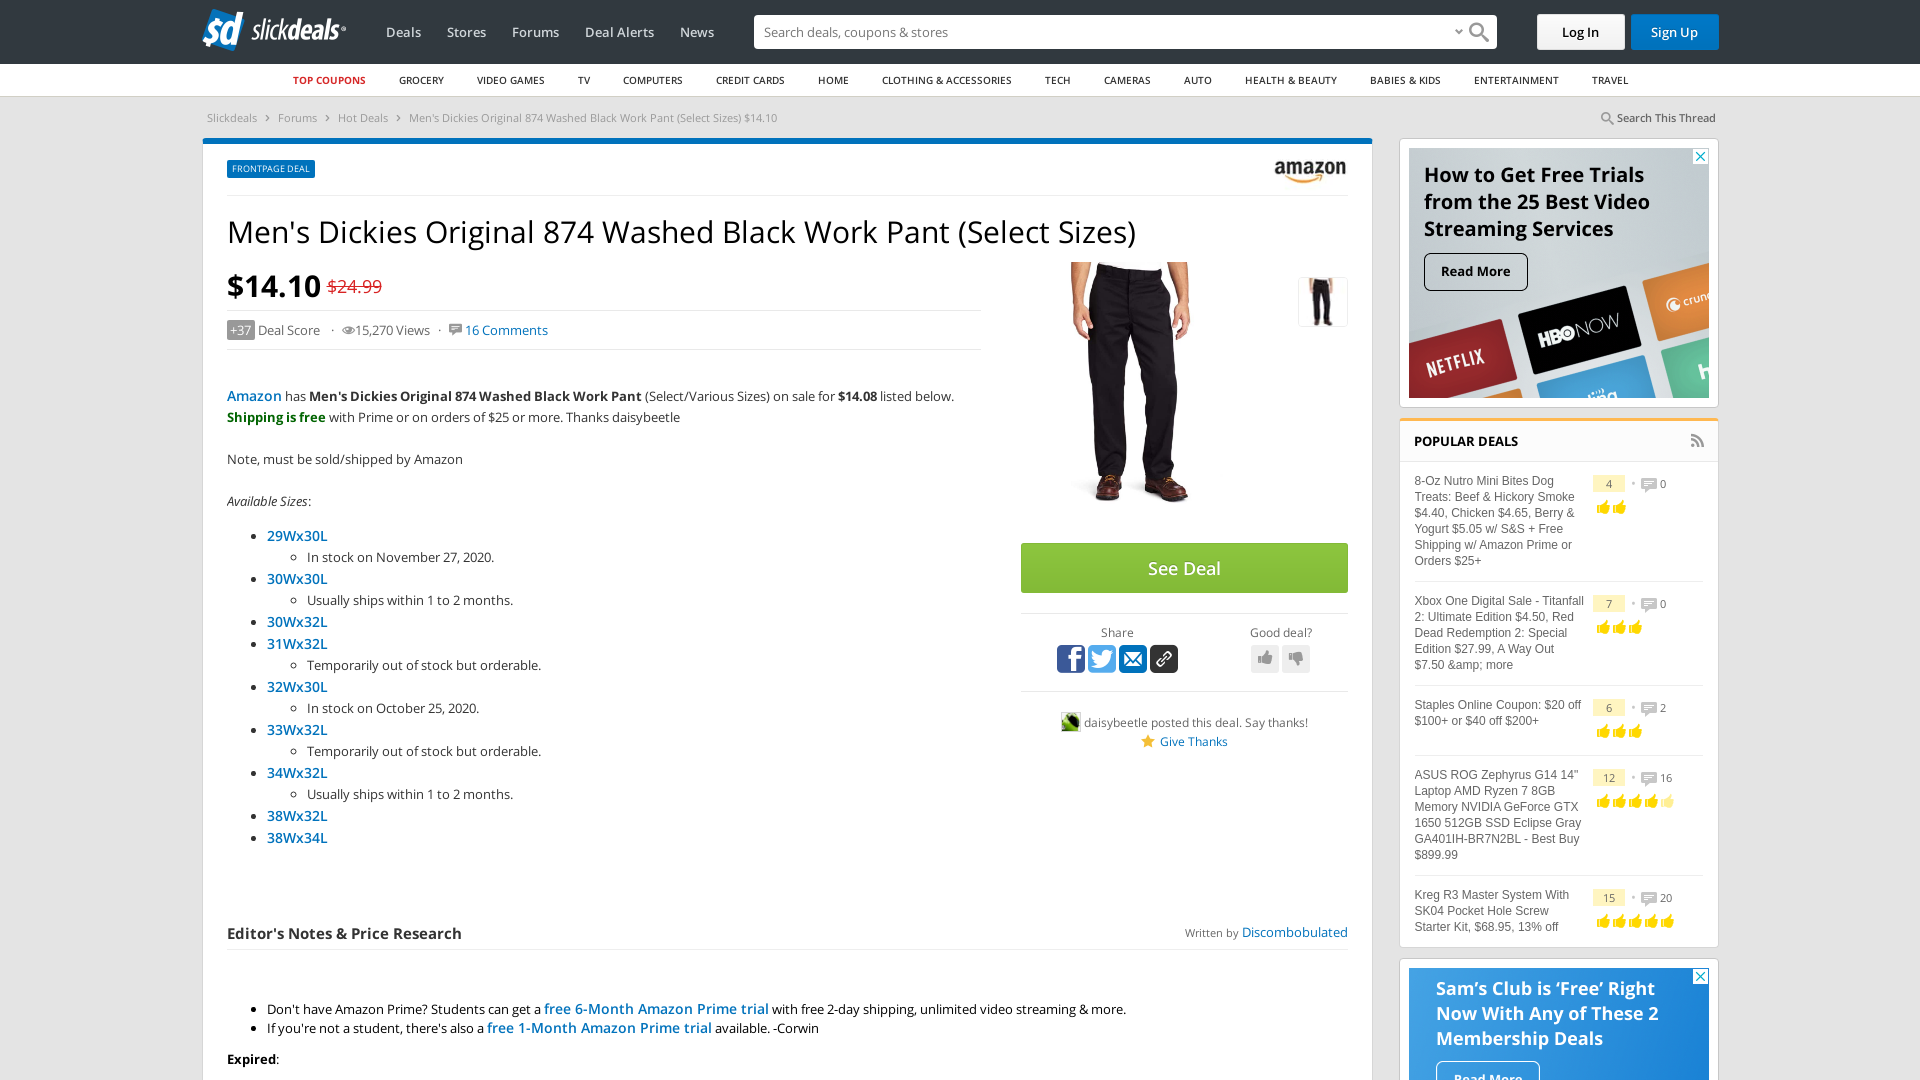 sd slickdeals
Deals Stores Forums Deal Alerts News
Search deals, coupons & stores
Log In
Sign Up
TOP COUPONS GROCERY VIDEO GAMES TV COMPUTERS CREDIT CARDS HOME CLOTHING & ACCESSORIES TECH CAMERAS AUTO HEALTH & BEAUTY BABIES & KIDS ENTERTAINMENT TRAVEL
Slickdeals > Forums > Hot Deals > Men's Dickies Original 874 Washed Black Work Pant (Select Sizes) $14.10
Search This Thread
FRONTPAGE DEAL
amazon
Men's Dickies Original 874 Washed Black Work Pant (Select Sizes)
$14.10 $24.99
+37 Deal Score · 15,270 Views · 16 Comments
Amazon has Men's Dickies Original 874 Washed Black Work Pant (Select/Various Sizes) on sale for $14.08 listed below.
Shipping is free with Prime or on orders of $25 or more. Thanks daisybeetle
Note, must be sold/shipped by Amazon
Available Sizes:
29Wx30L
In stock on November 27, 2020.
30Wx30L
Usually ships within 1 to 2 months.
30Wx32L
31Wx32L
Temporarily out of stock but orderable.
32Wx30L
In stock on October 25, 2020.
33Wx32L
Temporarily out of stock but orderable.
34Wx32L
Usually ships within 1 to 2 months.
38Wx32L
38Wx34L
See Deal
Share
Good deal?
daisybeetle posted this deal. Say thanks!
Give Thanks
Editor's Notes & Price Research
Written by Discombobulated
Don't have Amazon Prime? Students can get a free 6-Month Amazon Prime trial with free 2-day shipping, unlimited video streaming & more.
If you're not a student, there's also a free 1-Month Amazon Prime trial available. -Corwin
Expired:
How to Get Free Trials
from the 25 Best Video
Streaming Services
Read More
NETFLIX
HBO NOW
POPULAR DEALS
8-Oz Nutro Mini Bites Dog
Treats: Beef & Hickory Smoke
$4.40, Chicken $4.65, Berry &
Yogurt $5.05 w/ S&S + Free
Shipping w/ Amazon Prime or
Orders $25+
4 • 0
Xbox One Digital Sale - Titanfall
2: Ultimate Edition $4.50, Red
Dead Redemption 2: Special
Edition $27.99, A Way Out
$7.50 &amp; more
7 • 0
Staples Online Coupon: $20 off
$100+ or $40 off $200+
6 • 2
ASUS ROG Zephyrus G14 14"
Laptop AMD Ryzen 7 8GB
Memory NVIDIA GeForce GTX
1650 512GB SSD Eclipse Gray
GA401IH-BR7N2BL - Best Buy
$899.99
12 • 16
Kreg R3 Master System With
SK04 Pocket Hole Screw
Starter Kit, $68.95, 13% off
15 • 20
Sam's Club is 'Free' Right
Now With Any of These 2
Membership Deals
Read More